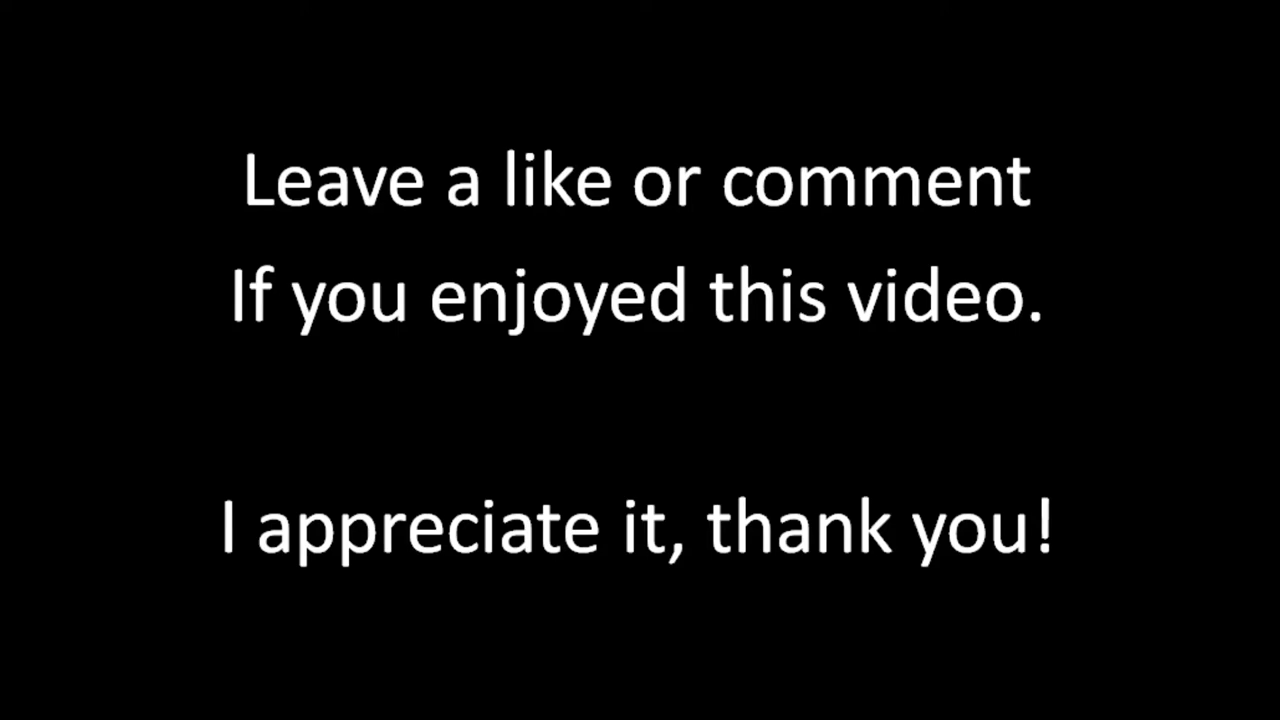 Leave a like or comment
If you enjoyed this video.
I appreciate it, thank you!